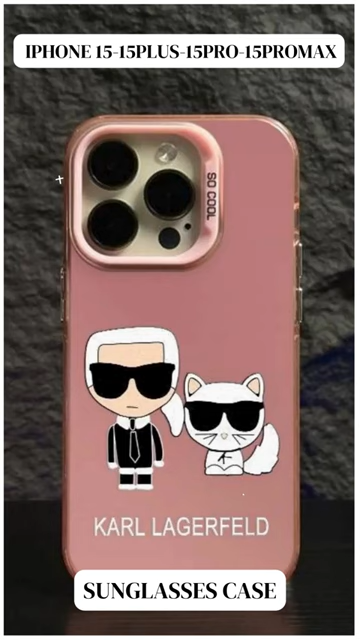 IPHONE 15-15PLUS-15PRO-15PROMAX
SO COOL
KARL LAGERFELD
SUNGLASSES CASE